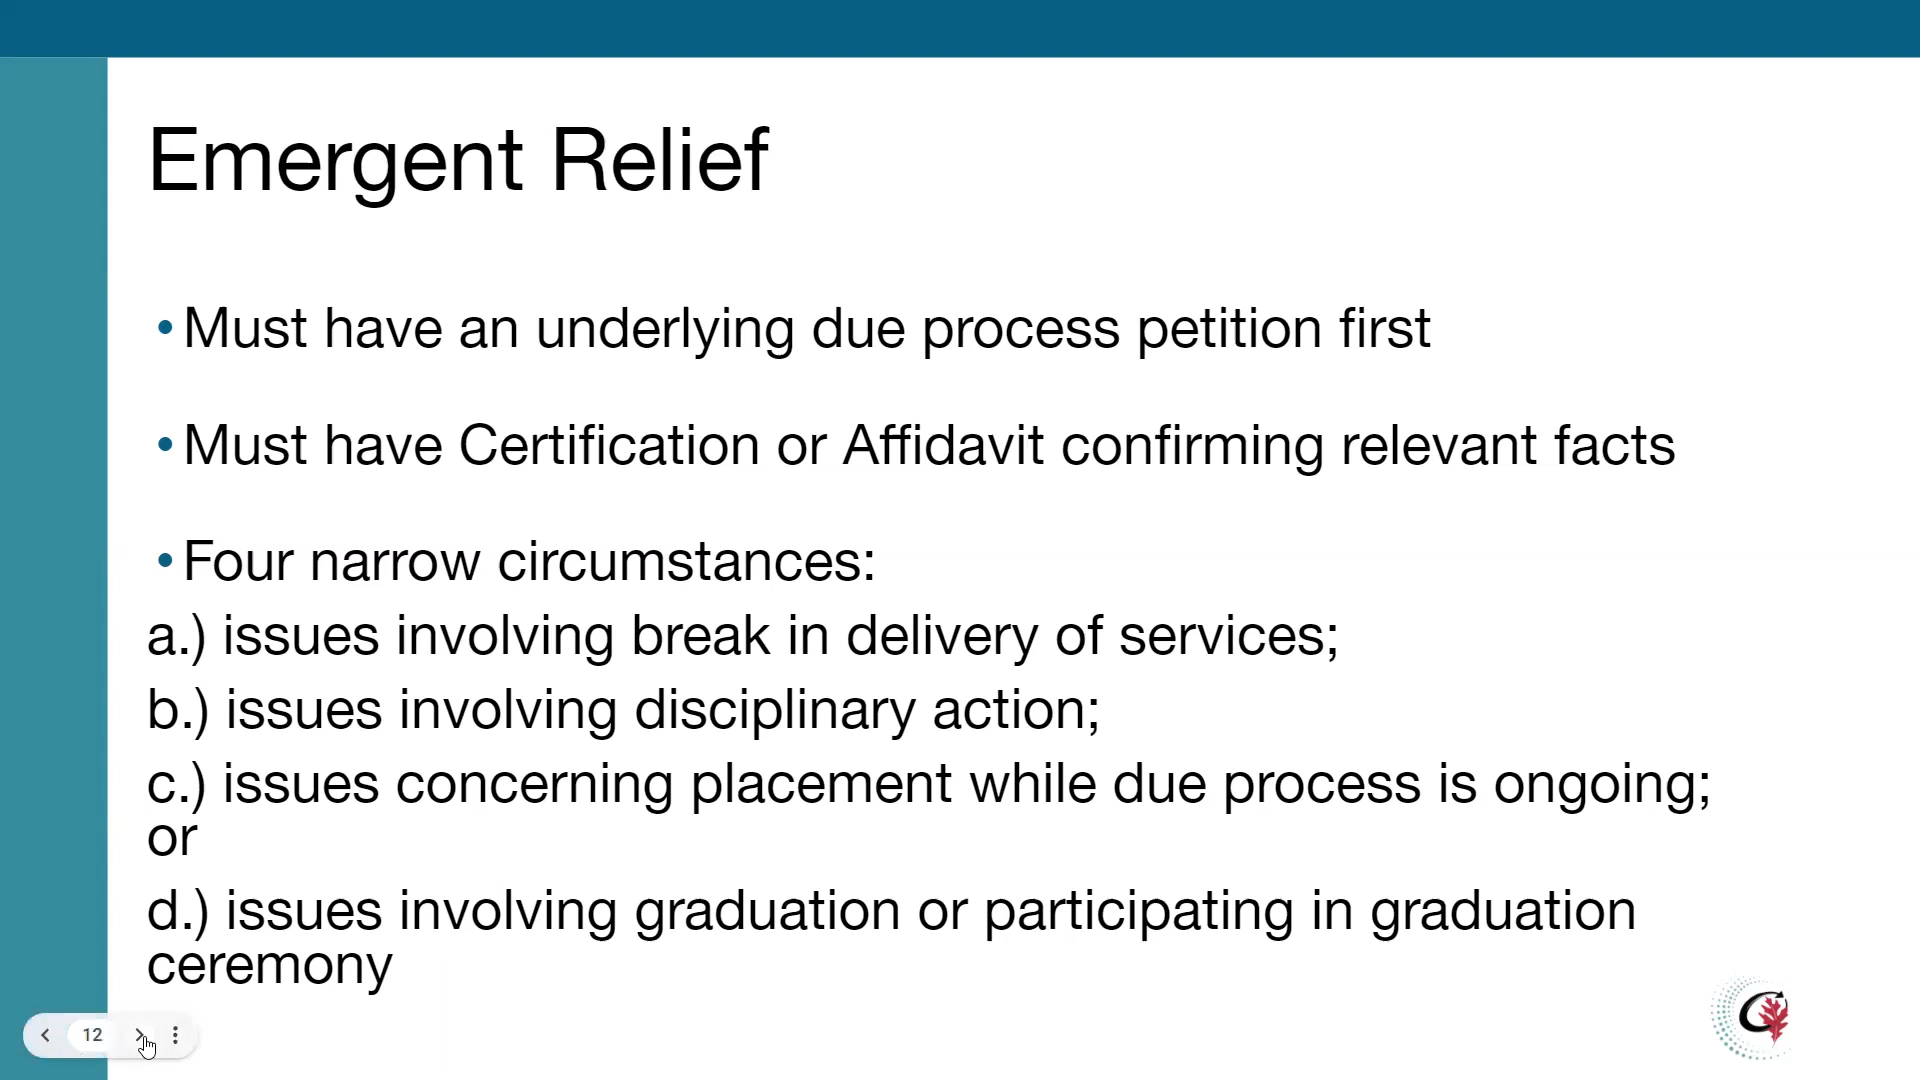 Emergent Relief
• Must have an underlying due process petition first
• Must have Certification or Affidavit confirming relevant facts
• Four narrow circumstances:
a.) issues involving break in delivery of services;
b.) issues involving disciplinary action;
c.) issues concerning placement while due process is ongoing;
or
d.) issues involving graduation or participating in graduation
ceremony
12